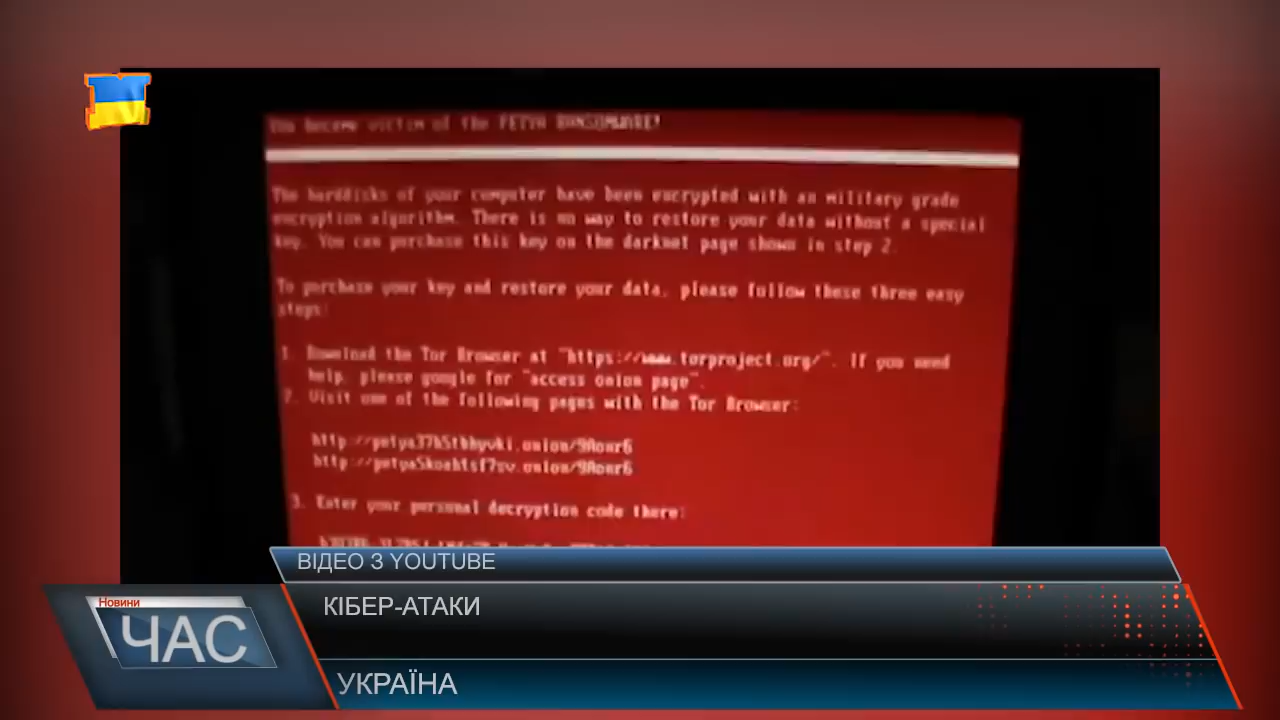 You became victim of the PETYA RANSOMWARE!
The harddisks of your computer have been encrypted with an military grade
encryption algorithm. There is no way to restore your data without a special
key. You can purchase this key on the darknet page shown in step 2.
To purchase your key and restore your data, please follow these three easy
steps:
1. Download the Tor Browser at "https://www.torproject.org/". If you need
help, please google for "access onion page".
2. Visit one of the following pages with the Tor Browser:
3. Enter your personal decryption code there:
ВІДЕО З YOUTUBE
Новини
ЧАС
КІБЕР-АТАКИ
УКРАЇНА